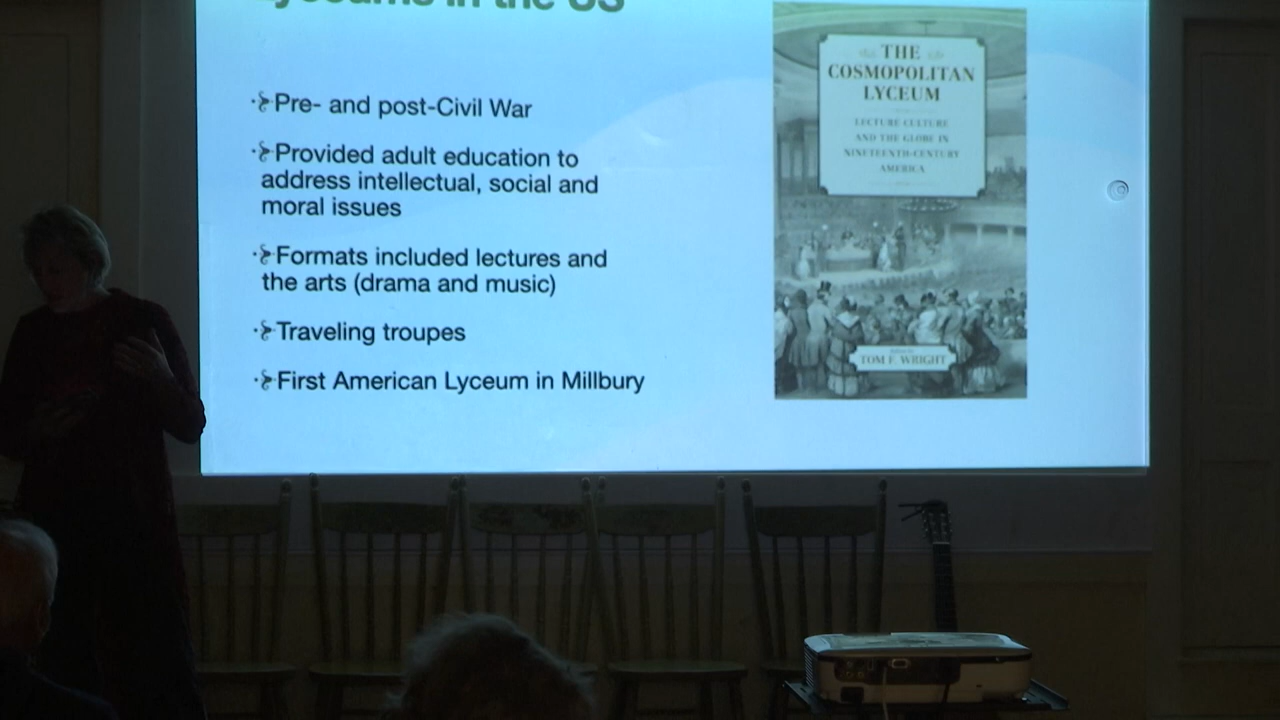 Lyceums in the US
Pre- and post-Civil War
Provided adult education to
address intellectual, social and
moral issues
Formats included lectures and
the arts (drama and music)
Traveling troupes
First American Lyceum in Millbury
THE
COSMOPOLITAN
LYCEUM
LECTURE CULTURE
AND THE GLOBE IN
NINETEENTH-CENTURY
AMERICA
TOM F. WRIGHT